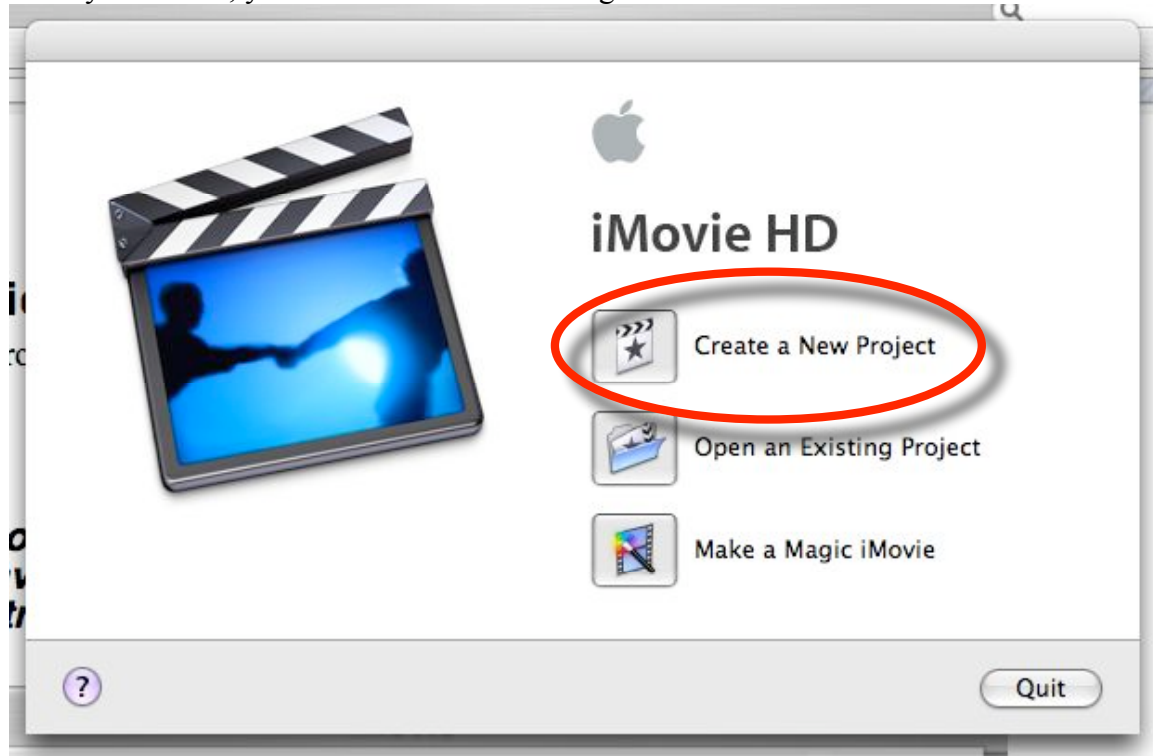 iMovie HD
Create a New Project
Open an Existing Project
Make a Magic iMovie
?
Quit